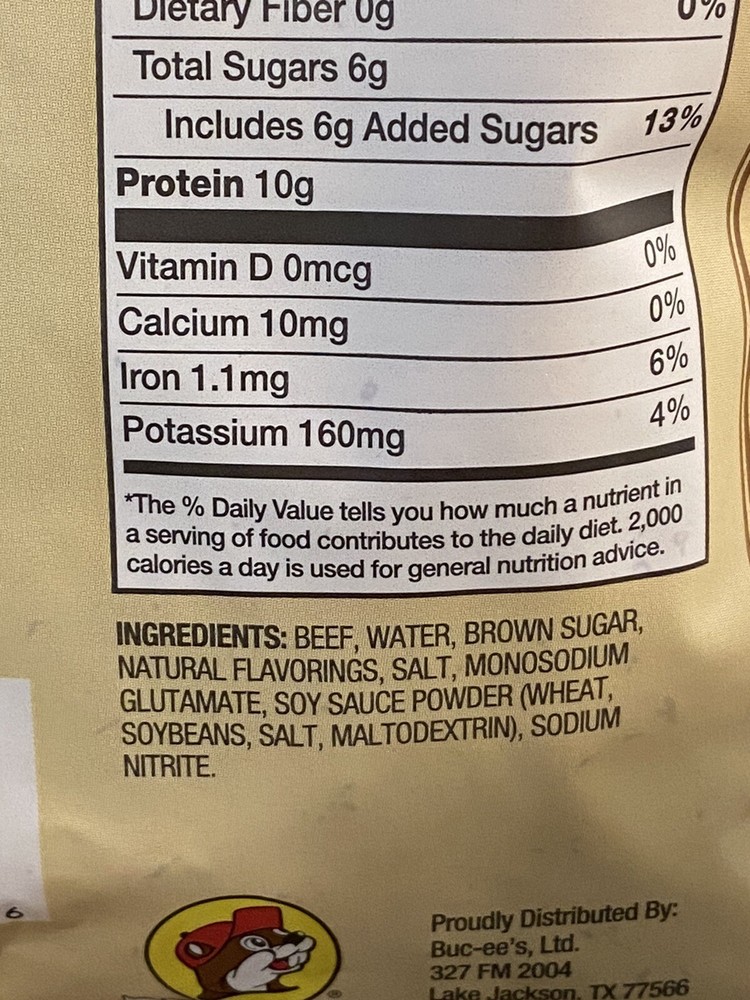 Dietary Fiber 0g 0%
Total Sugars 6g
Includes 6g Added Sugars 13%
Protein 10g
Vitamin D 0mcg 0%
Calcium 10mg 0%
Iron 1.1mg 6%
Potassium 160mg 4%
*The % Daily Value tells you how much a nutrient in
a serving of food contributes to the daily diet. 2,000
calories a day is used for general nutrition advice.
INGREDIENTS: BEEF, WATER, BROWN SUGAR,
NATURAL FLAVORINGS, SALT, MONOSODIUM
GLUTAMATE, SOY SAUCE POWDER (WHEAT,
SOYBEANS, SALT, MALTODEXTRIN), SODIUM
NITRITE.
6
Proudly Distributed By:
Buc-ee's, Ltd.
327 FM 2004
Lake Jackson, TX 77566
®